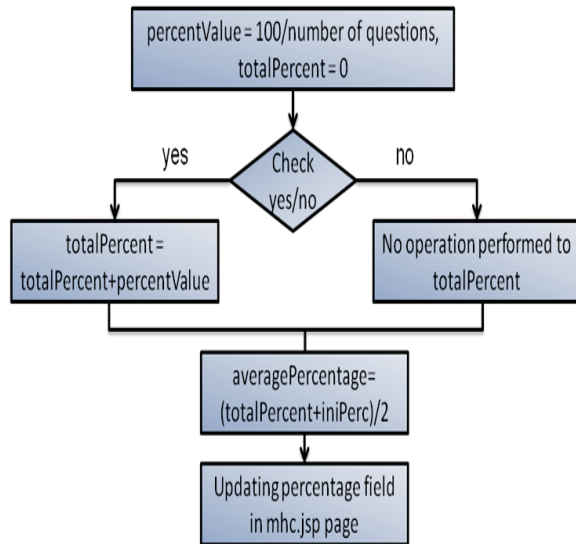 percentValue = 100/number of questions,
totalPercent = 0
yes
Check
yes/no
no
totalPercent =
totalPercent+percentValue
No operation performed to
totalPercent
averagePercentage=
(totalPercent+iniPerc)/2
Updating percentage field
in mhc.jsp page